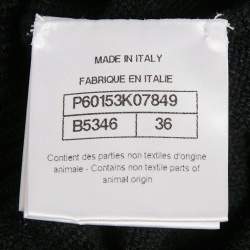 MADE IN ITALY
FABRIQUE EN ITALIE
P60153K07849
B5346 36
Contient des parties non textiles d'origine
animale - Contains non textile parts of
animal origin